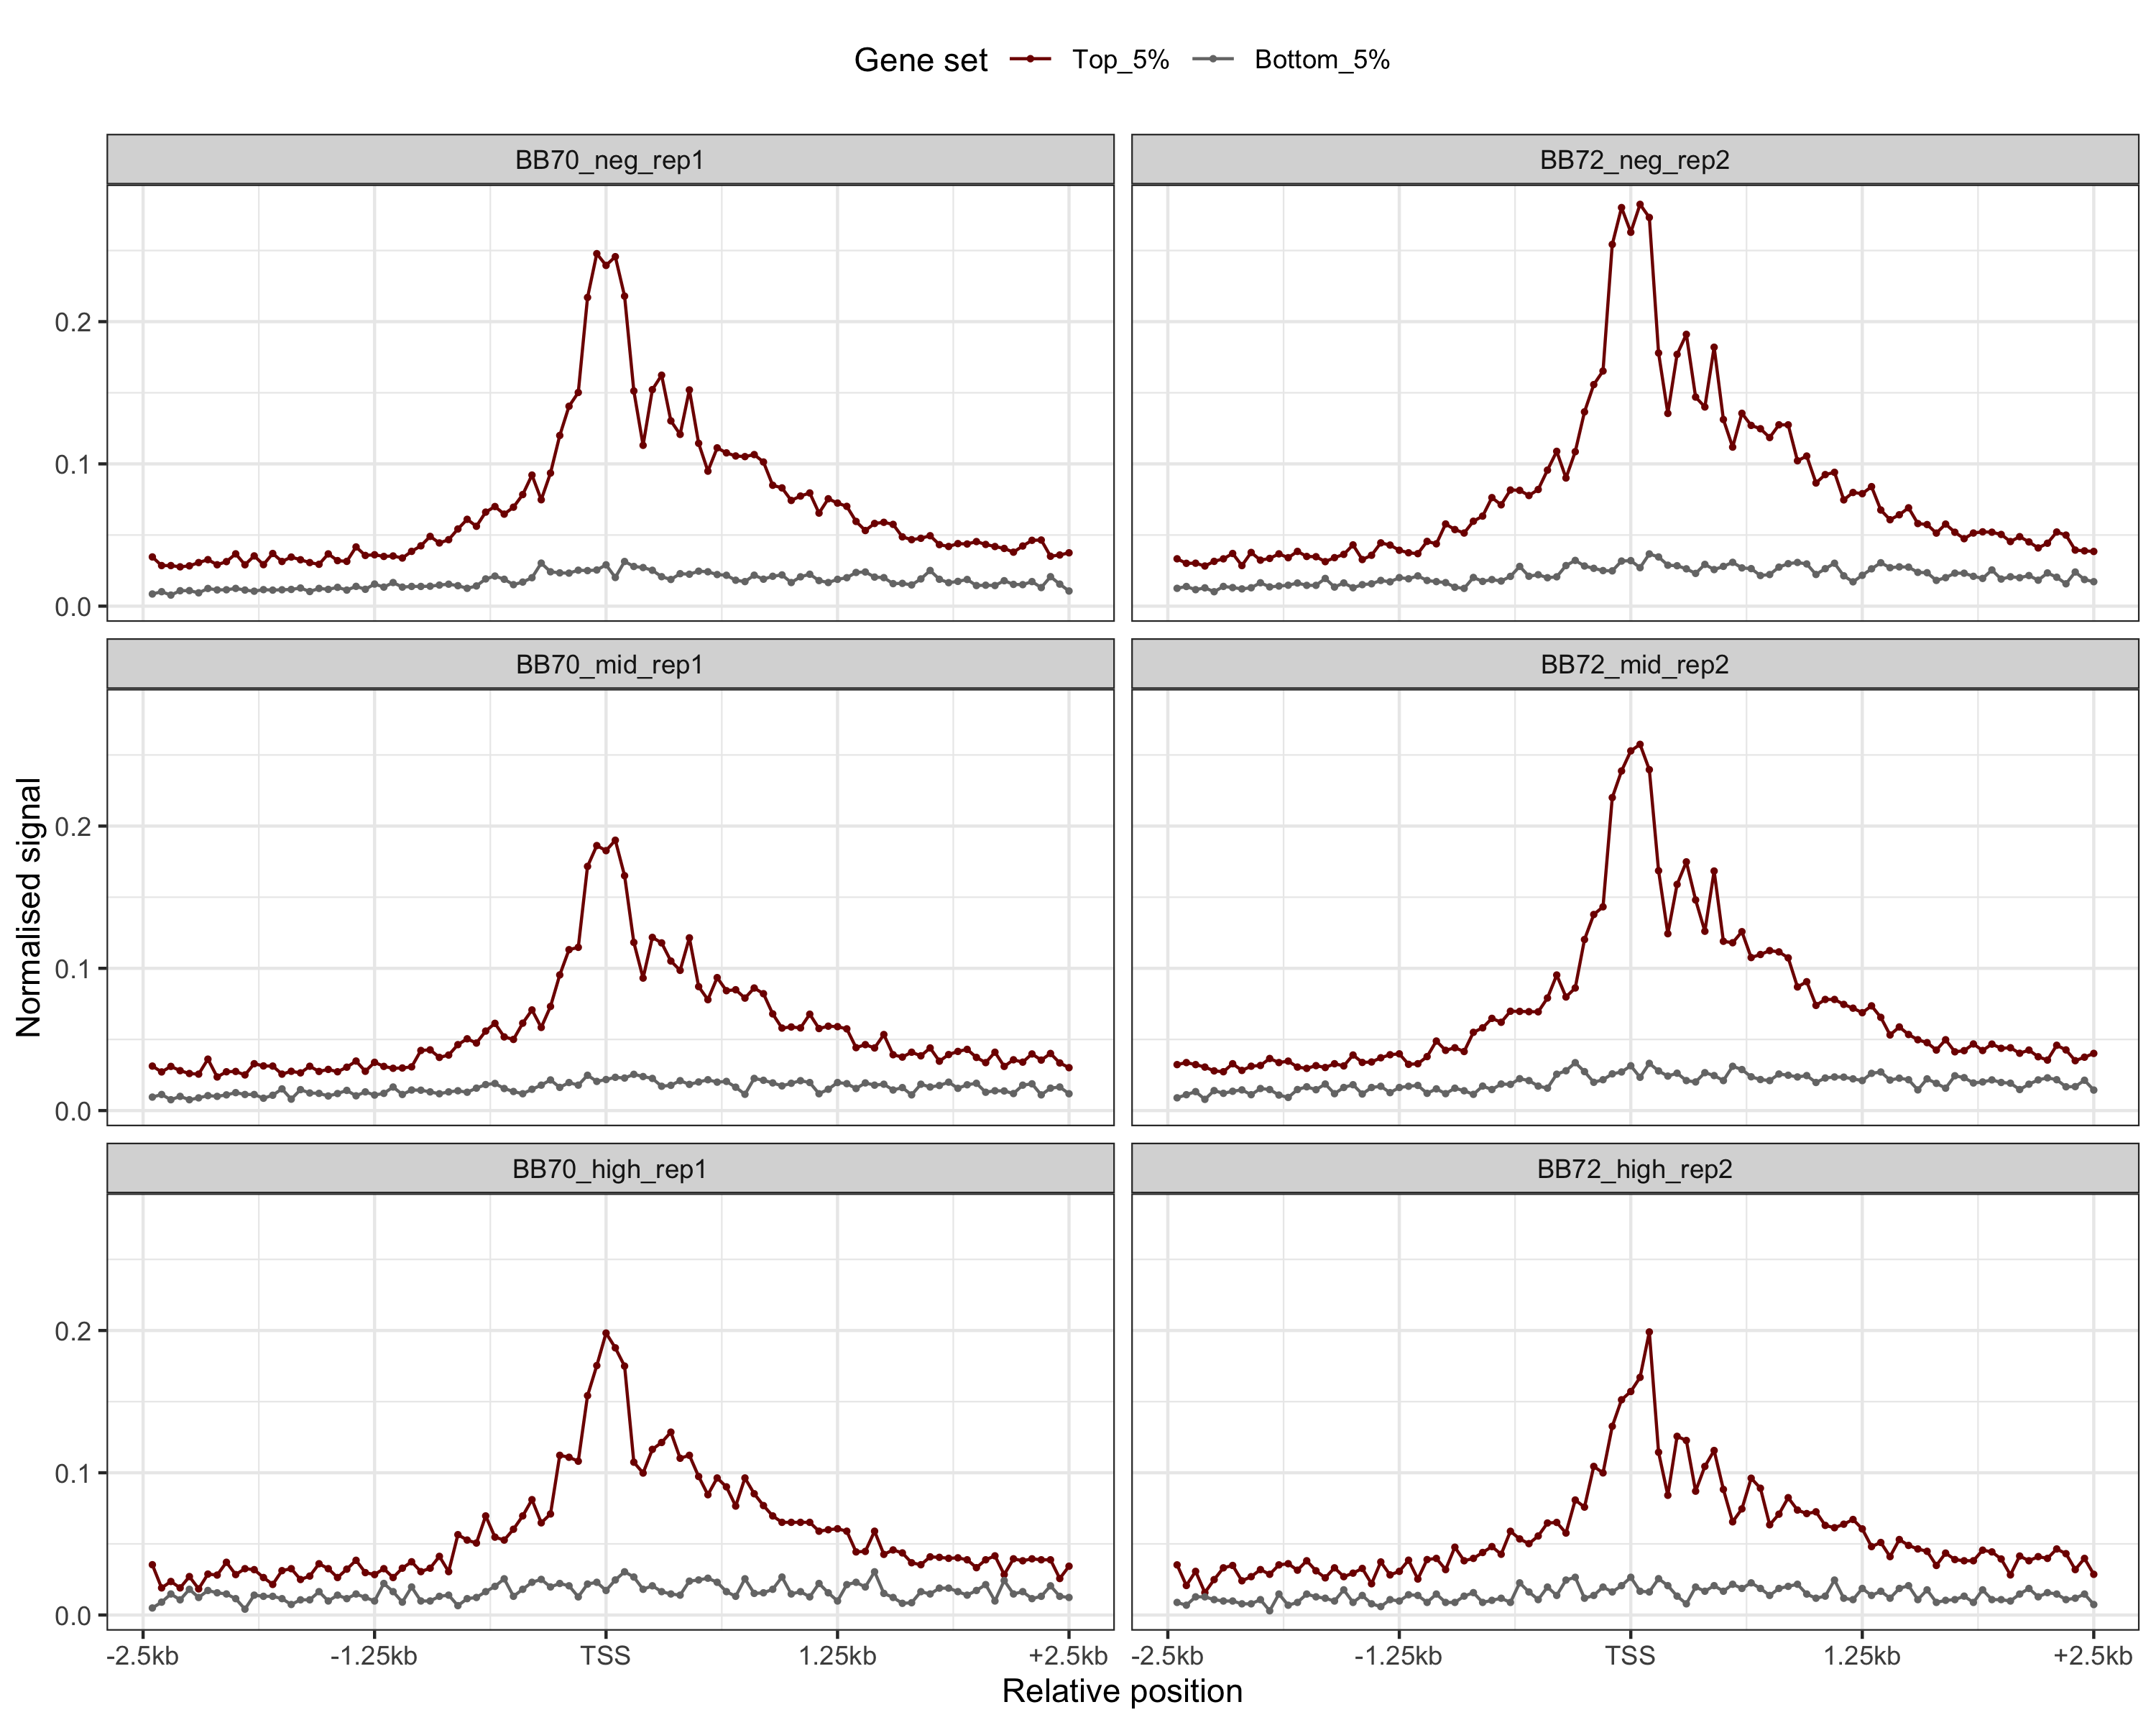 Gene set Top_5% Bottom_5%
BB70_neg_rep1 BB72_neg_rep2
0.2
0.1
0.0
BB70_mid_rep1 BB72_mid_rep2
0.2
0.1
0.0
Normalised signal
BB70_high_rep1 BB72_high_rep2
0.2
0.1
0.0
-2.5kb -1.25kb TSS 1.25kb +2.5kb -2.5kb -1.25kb TSS 1.25kb +2.5kb
Relative position